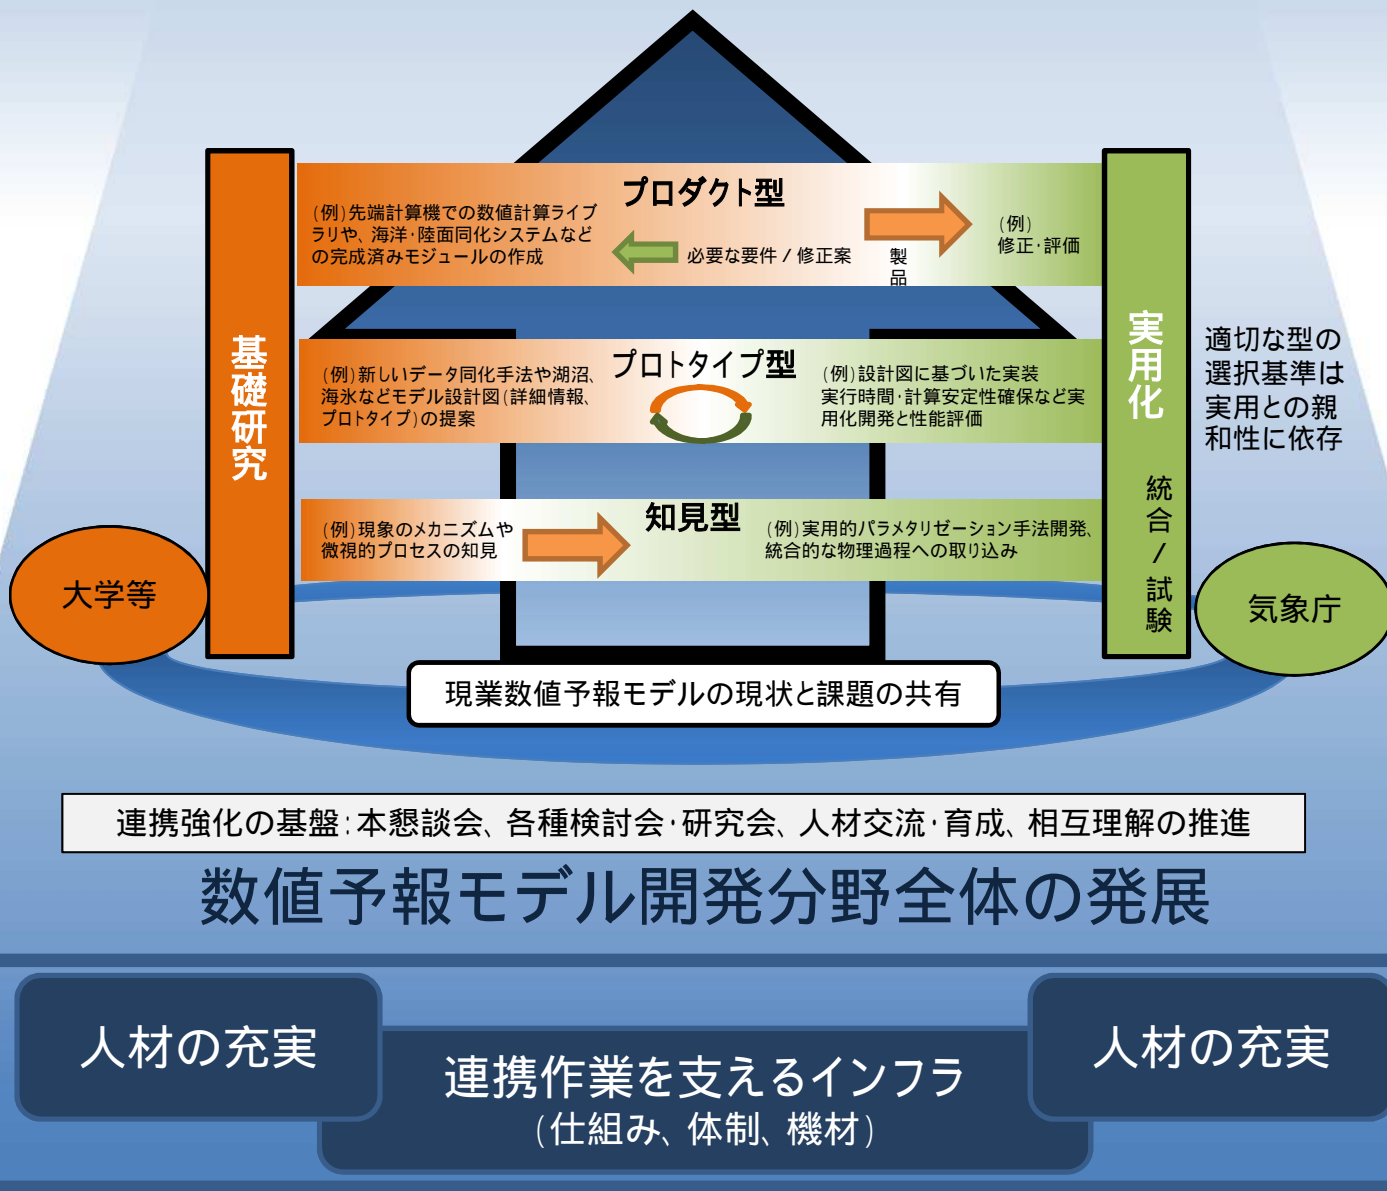 プロダクト型
(例)先端計算機での数値計算ライブ
ラリや、海洋・陸面同化システムなど
の完成済みモジュールの作成
必要な要件 / 修正案
製
品
(例)
修正・評価
基礎研究
実用化
統合/試験
適切な型の
選択基準は
実用との親
和性に依存
プロトタイプ型
(例)新しいデータ同化手法や湖沼、
海氷などモデル設計図(詳細情報、
プロトタイプ)の提案
(例)設計図に基づいた実装
実行時間・計算安定性確保など実
用化開発と性能評価
知見型
(例)現象のメカニズムや
微視的プロセスの知見
(例)実用的パラメタリゼーション手法開発、
統合的な物理過程への取り込み
大学等
気象庁
現業数値予報モデルの現状と課題の共有
連携強化の基盤:本懇談会、各種検討会・研究会、人材交流・育成、相互理解の推進
数値予報モデル開発分野全体の発展
人材の充実
人材の充実
連携作業を支えるインフラ
(仕組み、体制、機材)